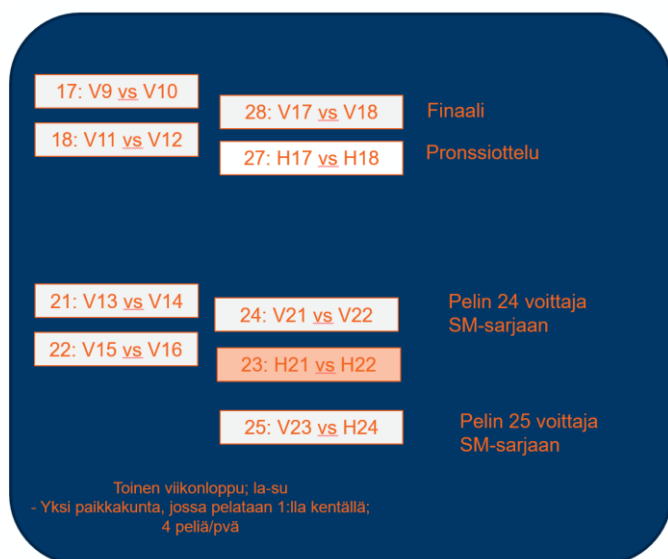 17: V9 vs V10
18: V11 vs V12
28: V17 vs V18
Finaali
27: H17 vs H18
Pronssiottelu
21: V13 vs V14
22: V15 vs V16
24: V21 vs V22
Pelin 24 voittaja
SM-sarjaan
23: H21 vs H22
25: V23 vs H24
Pelin 25 voittaja
SM-sarjaan
Toinen viikonloppu; la-su
- Yksi paikkakunta, jossa pelataan 1:lla kentällä;
4 peliä/pvä